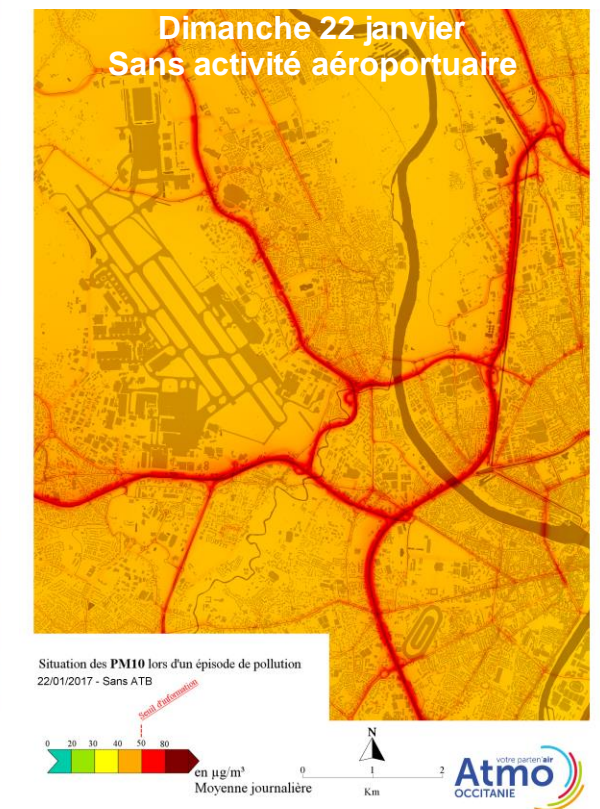 Dimanche 22 janvier
Sans activité aéroportuaire
Situation des PM10 lors d'un épisode de pollution
22/01/2017 - Sans ATB
Seuil d'information
0 20 30 40 50 80
en µg/m³
Moyenne journalière
N
0 1 2
Km
votre parten'air
Atmo
OCCITANIE